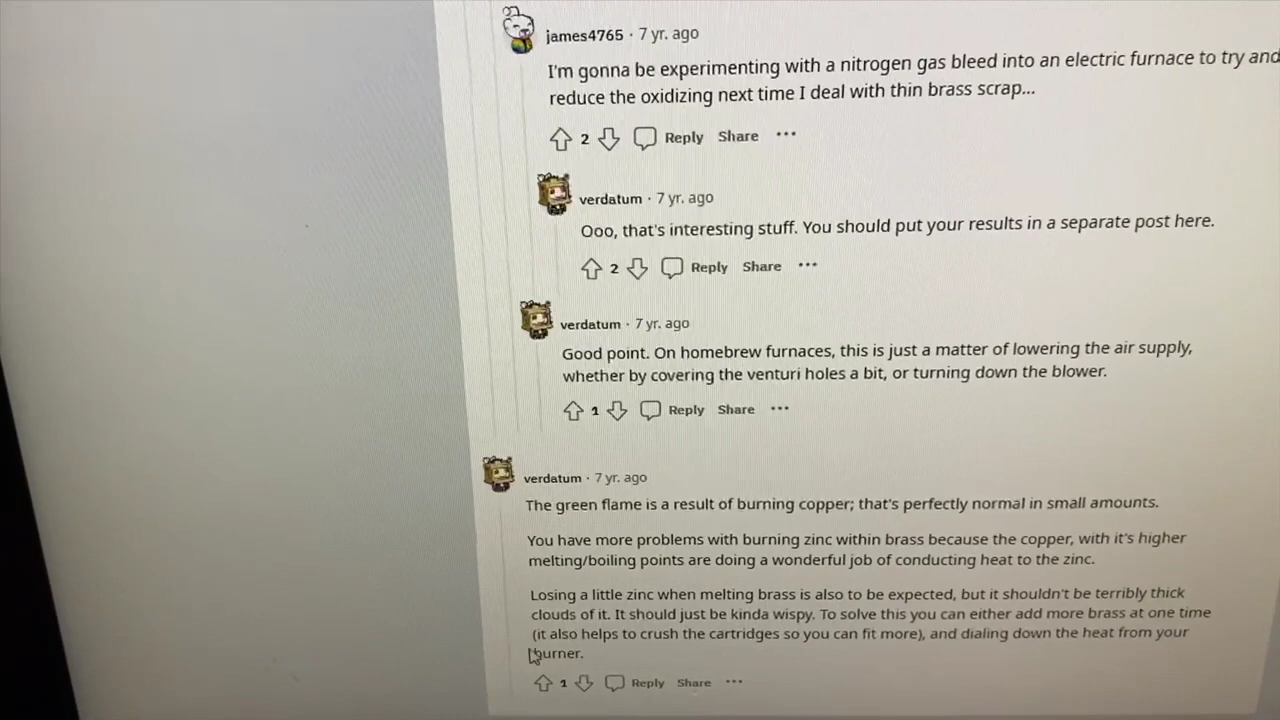 james4765 · 7 yr. ago
I'm gonna be experimenting with a nitrogen gas bleed into an electric furnace to try and
reduce the oxidizing next time I deal with thin brass scrap...
2 Reply Share ...
verdatum · 7 yr. ago
Ooo, that's interesting stuff. You should put your results in a separate post here.
2 Reply Share ...
verdatum · 7 yr. ago
Good point. On homebrew furnaces, this is just a matter of lowering the air supply,
whether by covering the venturi holes a bit, or turning down the blower.
1 Reply Share ...
verdatum · 7 yr. ago
The green flame is a result of burning copper; that's perfectly normal in small amounts.
You have more problems with burning zinc within brass because the copper, with it's higher
melting/boiling points are doing a wonderful job of conducting heat to the zinc.
Losing a little zinc when melting brass is also to be expected, but it shouldn't be terribly thick
clouds of it. It should just be kinda wispy. To solve this you can either add more brass at one time
(it also helps to crush the cartridges so you can fit more), and dialing down the heat from your
burner.
1 Reply Share ...